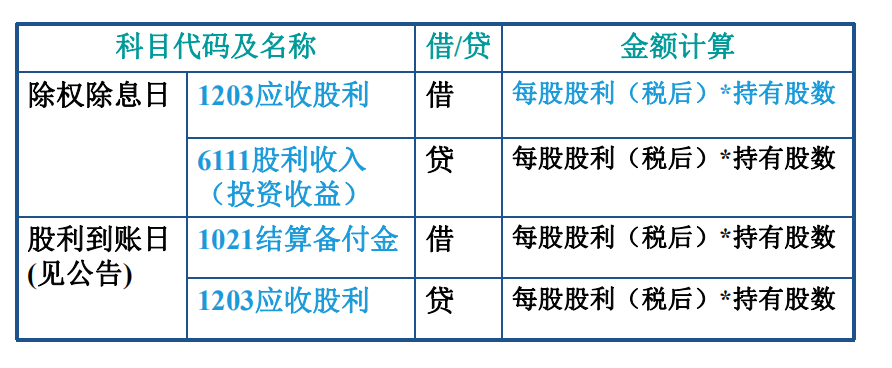 科目代码及名称 借/贷 金额计算
除权除息日 1203应收股利 借 每股股利（税后）*持有股数
6111股利收入（投资收益） 贷 每股股利（税后）*持有股数
股利到账日(见公告) 1021结算备付金 借 每股股利（税后）*持有股数
1203应收股利 贷 每股股利（税后）*持有股数